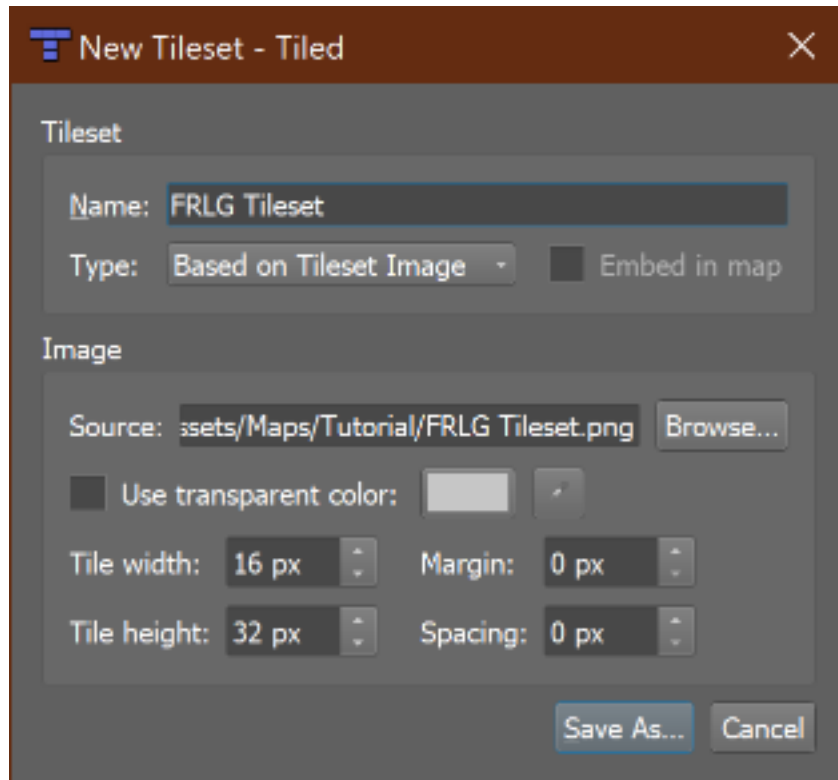 New Tileset - Tiled
Tileset
Name: FRLG Tileset
Type: Based on Tileset Image Embed in map
Image
Source: ssets/Maps/Tutorial/FRLG Tileset.png Browse...
Use transparent color:
Tile width: 16 px Margin: 0 px
Tile height: 32 px Spacing: 0 px
Save As... Cancel